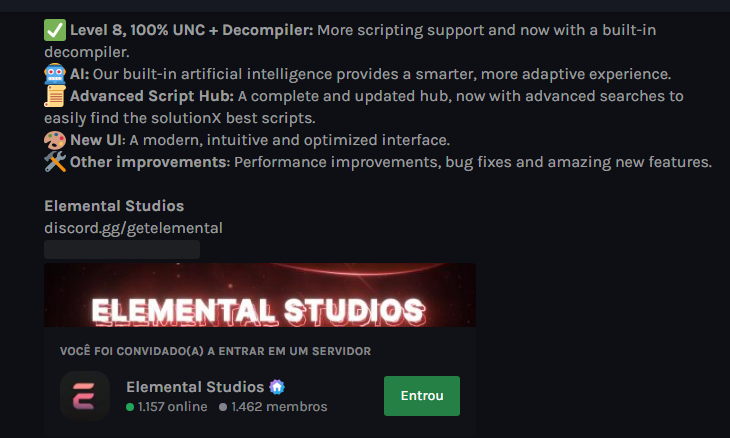 Level 8, 100% UNC + Decompiler: More scripting support and now with a built-in
decompiler.
AI: Our built-in artificial intelligence provides a smarter, more adaptive experience.
Advanced Script Hub: A complete and updated hub, now with advanced searches to
easily find the solutionX best scripts.
New UI: A modern, intuitive and optimized interface.
Other improvements: Performance improvements, bug fixes and amazing new features.
Elemental Studios
discord.gg/getelemental
ELEMENTAL STUDIOS
VOCÊ FOI CONVIDADO(A) A ENTRAR EM UM SERVIDOR
Elemental Studios
1.157 online 1.462 membros
Entrou